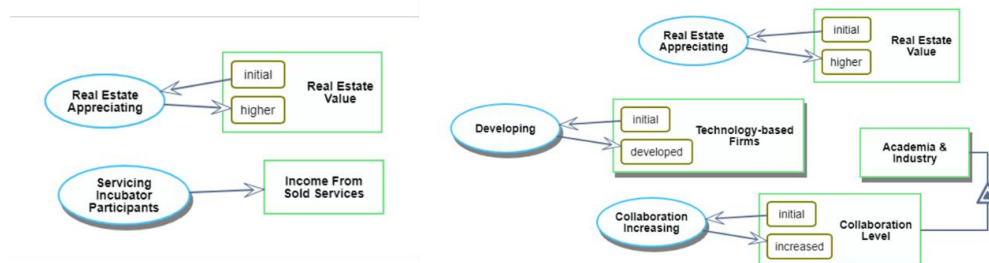 initial
Real Estate
Value
Real Estate
Appreciating
higher
Servicing
Incubator
Participants
Income From
Sold Services
Real Estate
Appreciating
initial
Real Estate
Value
higher
Developing
initial
Technology-based
Firms
developed
Academia &
Industry
Collaboration
Increasing
initial
Collaboration
Level
increased